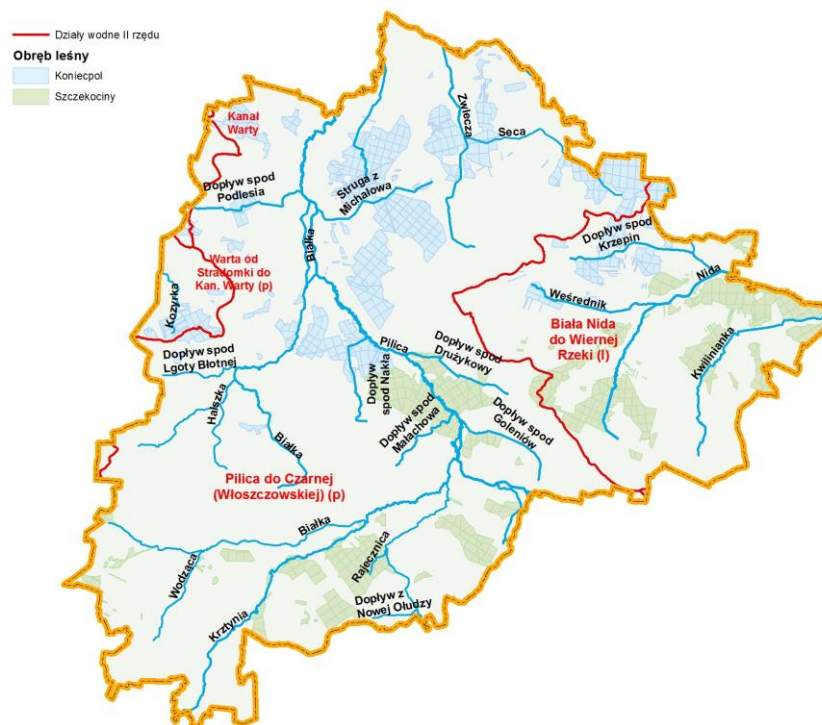 Działy wodne II rzędu
Obręb leśny
Koniecpol
Szczekociny
Kanał
Warty
Zwlecza
Seca
Dopływ spod
Podlesia
Struga z
Michałowa
Białka
Dopływ spod
Krzepin
Warta od
Stradomki do
Kan. Warty (p)
Nida
Kozyrka
Weśrednik
Biała Nida
do Wiernej
Rzeki (l)
Kwilinianka
Pilica
Dopływ spod
Drużykowy
Dopływ spod
Lgoty Błotnej
Dopływ
spod Nakła
Halszka
Dopływ spod
Małachowa
Dopływ spod
Goleniów
Białka
Pilica do Czarnej
(Włoszczowskiej) (p)
Białka
Wodząca
Rajecznica
Krztynia
Dopływ z
Nowej Ołudzy